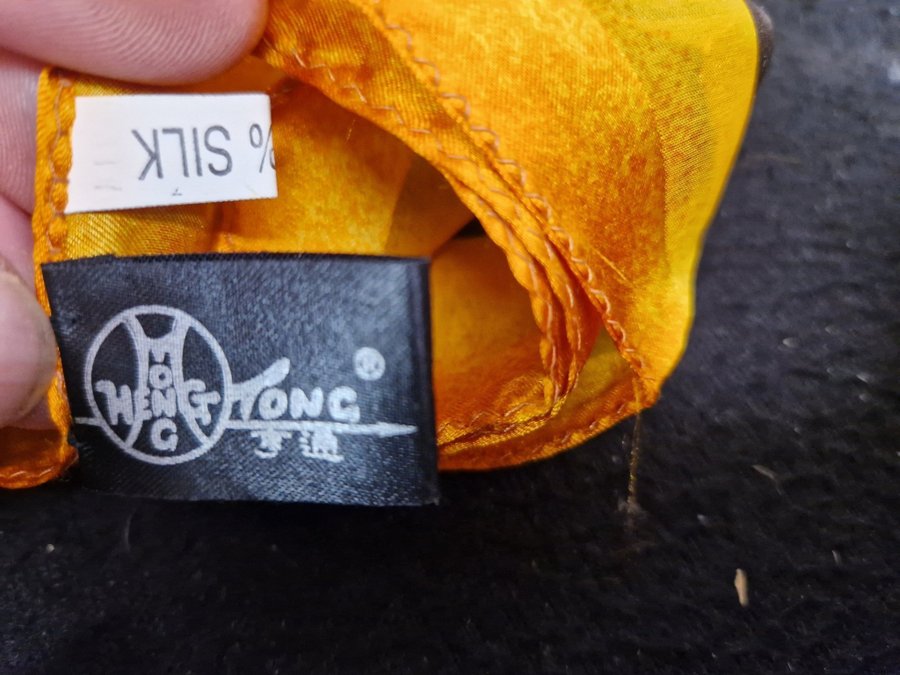 % SILK
HENG TONG ®
亨通